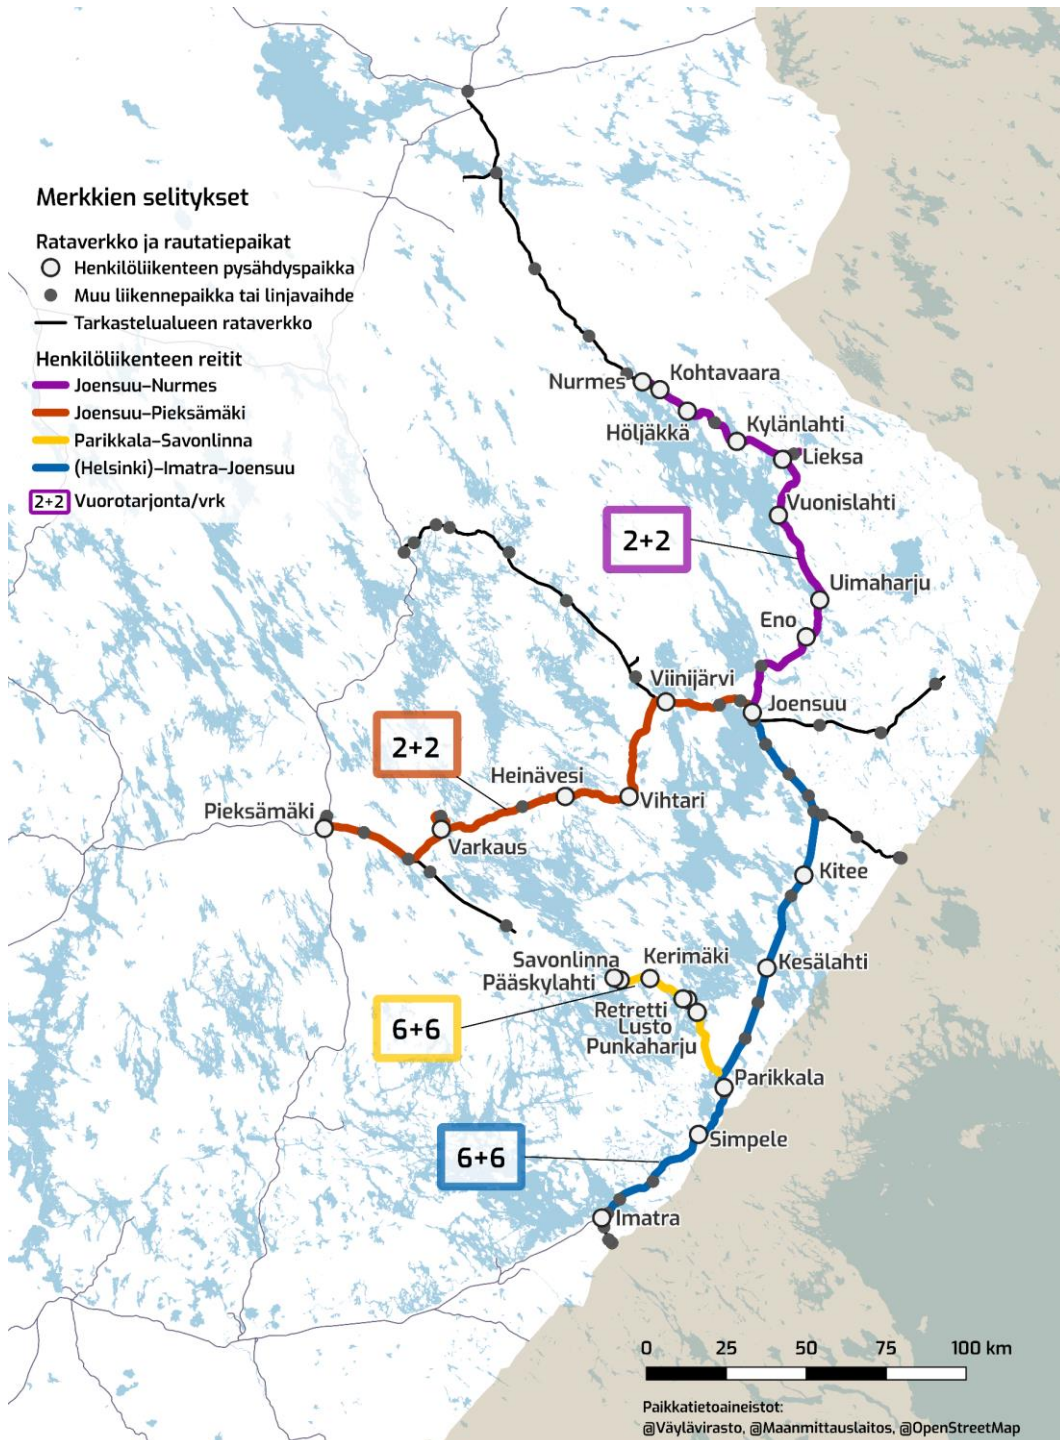 Merkkien selitykset
Rataverkko ja rautatiepaikat
Henkilöliikenteen pysähdyspaikka
Muu liikennepaikka tai linjavaihde
Tarkastelualueen rataverkko
Henkilöliikenteen reitit
Joensuu–Nurmes
Joensuu–Pieksämäki
Parikkala–Savonlinna
(Helsinki)–Imatra–Joensuu
2+2 Vuorotarjonta/vrk
Nurmes
Kohtavaara
Höljäkkä
Kylänlahti
Lieksa
Vuonislahti
2+2
Uimaharju
Eno
Viinijärvi
Joensuu
2+2
Heinävesi
Vihtari
Pieksämäki
Varkaus
Kitee
Savonlinna
Kerimäki
Kesälahti
Pääskylahti
Retretti
Lusto
Punkaharju
6+6
Parikkala
Simpele
6+6
Imatra
0 25 50 75 100 km
Paikkatietoaineistot:
@Väylävirasto, @Maanmittauslaitos, @OpenStreetMap